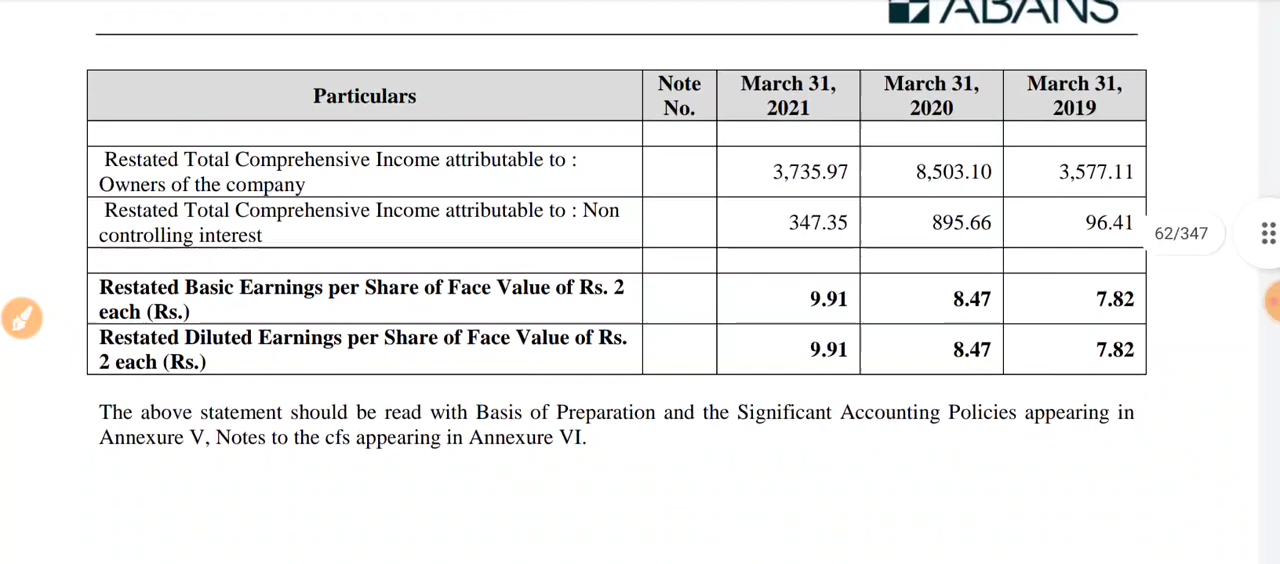 ABANS
Particulars
Note
No.
March 31,
2021
March 31,
2020
March 31,
2019
Restated Total Comprehensive Income attributable to :
Owners of the company
3,735.97
8,503.10
3,577.11
Restated Total Comprehensive Income attributable to : Non
controlling interest
347.35
895.66
96.41
62/347
Restated Basic Earnings per Share of Face Value of Rs. 2
each (Rs.)
9.91
8.47
7.82
Restated Diluted Earnings per Share of Face Value of Rs.
2 each (Rs.)
9.91
8.47
7.82
The above statement should be read with Basis of Preparation and the Significant Accounting Policies appearing in
Annexure V, Notes to the cfs appearing in Annexure VI.